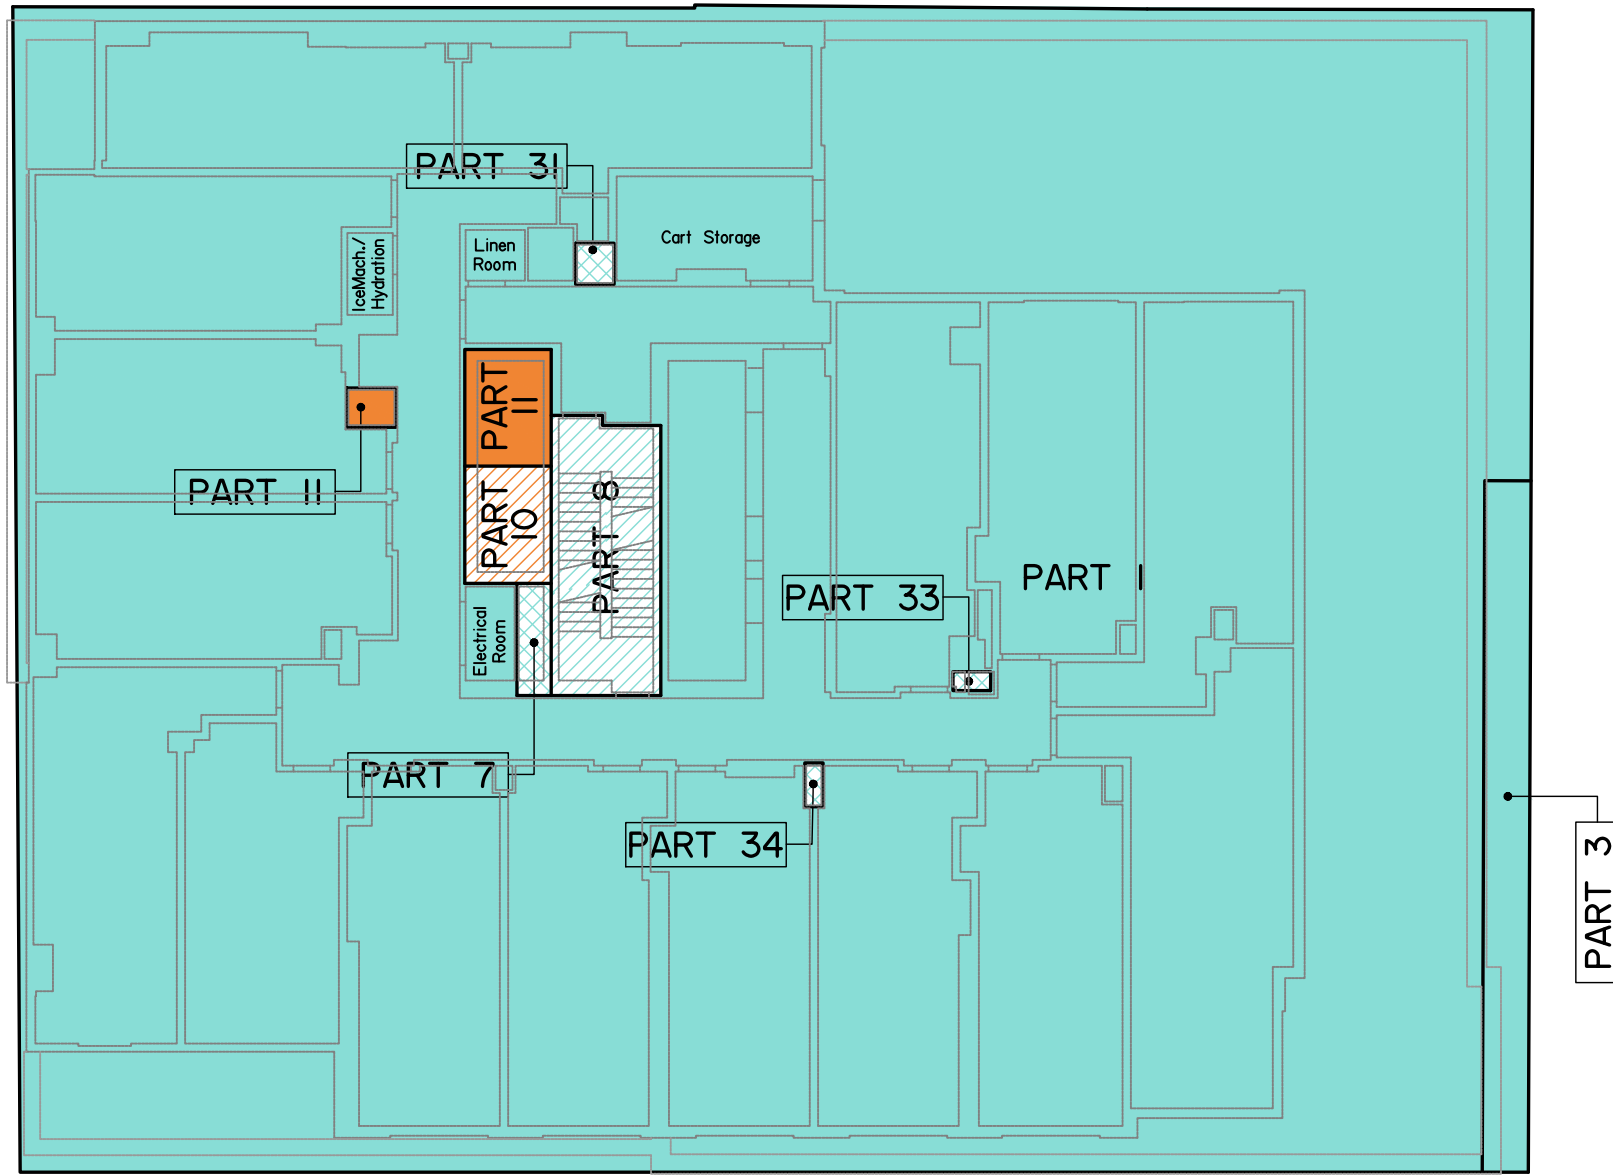 PART 31
Linen
Room
Cart Storage
IceMach./
Hydration
PART
11
PART 11
PART
10
PART 8
PART 33
PART 1
Electrical
Room
PART 7
PART 34
PART 3